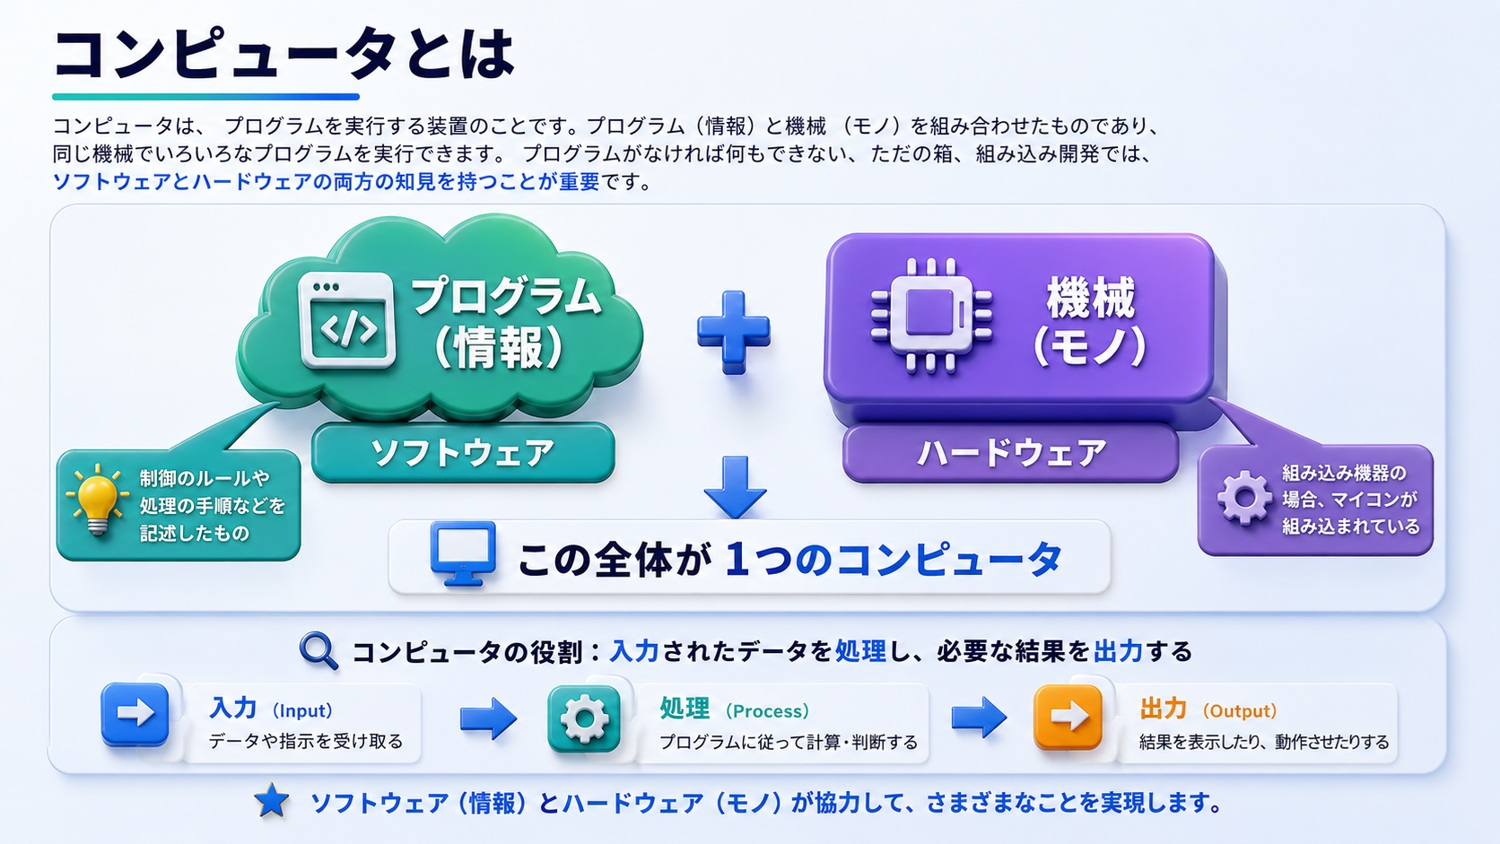 コンピュータとは
コンピュータは、 プログラムを実行する装置のことです。プログラム（情報）と機械 （モノ）を組み合わせたものであり、
同じ機械でいろいろなプログラムを実行できます。 プログラムがなければ何もできない、ただの箱、組み込み開発では、
ソフトウェアとハードウェアの両方の知見を持つことが重要です。
</>
プログラム
（情報）
ソフトウェア
制御のルールや
処理の手順などを
記述したもの
機械
（モノ）
ハードウェア
組み込み機器の
場合、マイコンが
組み込まれている
この全体が 1つのコンピュータ
コンピュータの役割：入力されたデータを処理し、必要な結果を出力する
入力 （Input）
データや指示を受け取る
処理 （Process）
プログラムに従って計算・判断する
出力 （Output）
結果を表示したり、動作させたりする
ソフトウェア（情報）とハードウェア（モノ）が協力して、さまざまなことを実現します。